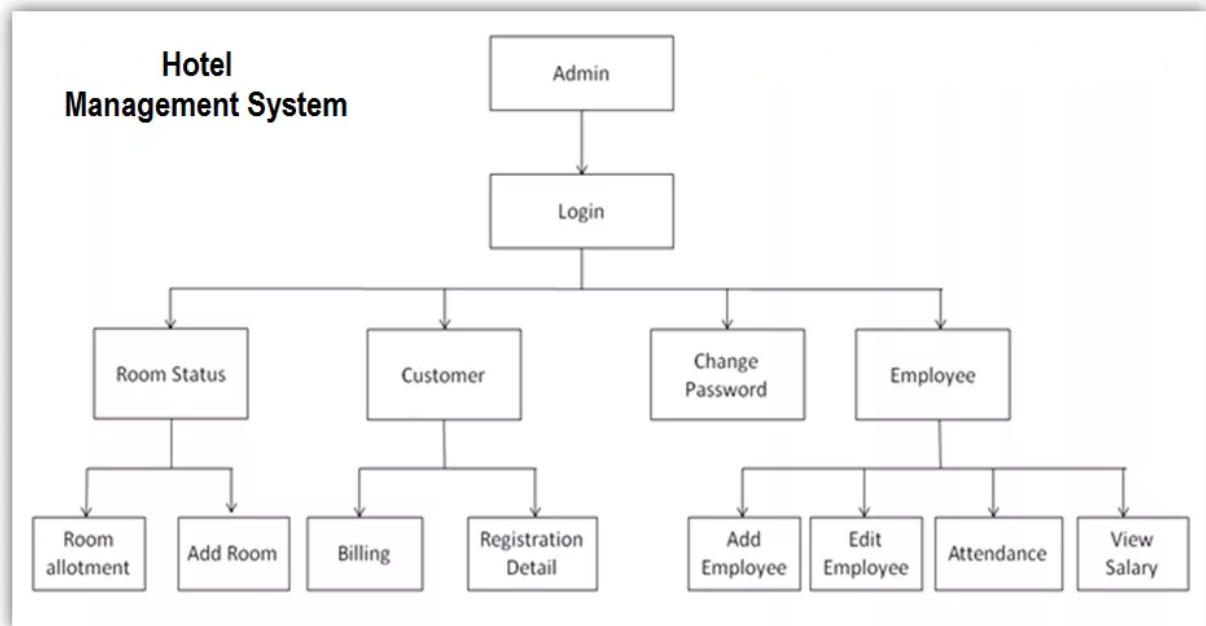 Hotel
Management System
Admin
Login
Room Status
Customer
Change
Password
Employee
Room
allotment
Add Room
Billing
Registration
Detail
Add
Employee
Edit
Employee
Attendance
View
Salary